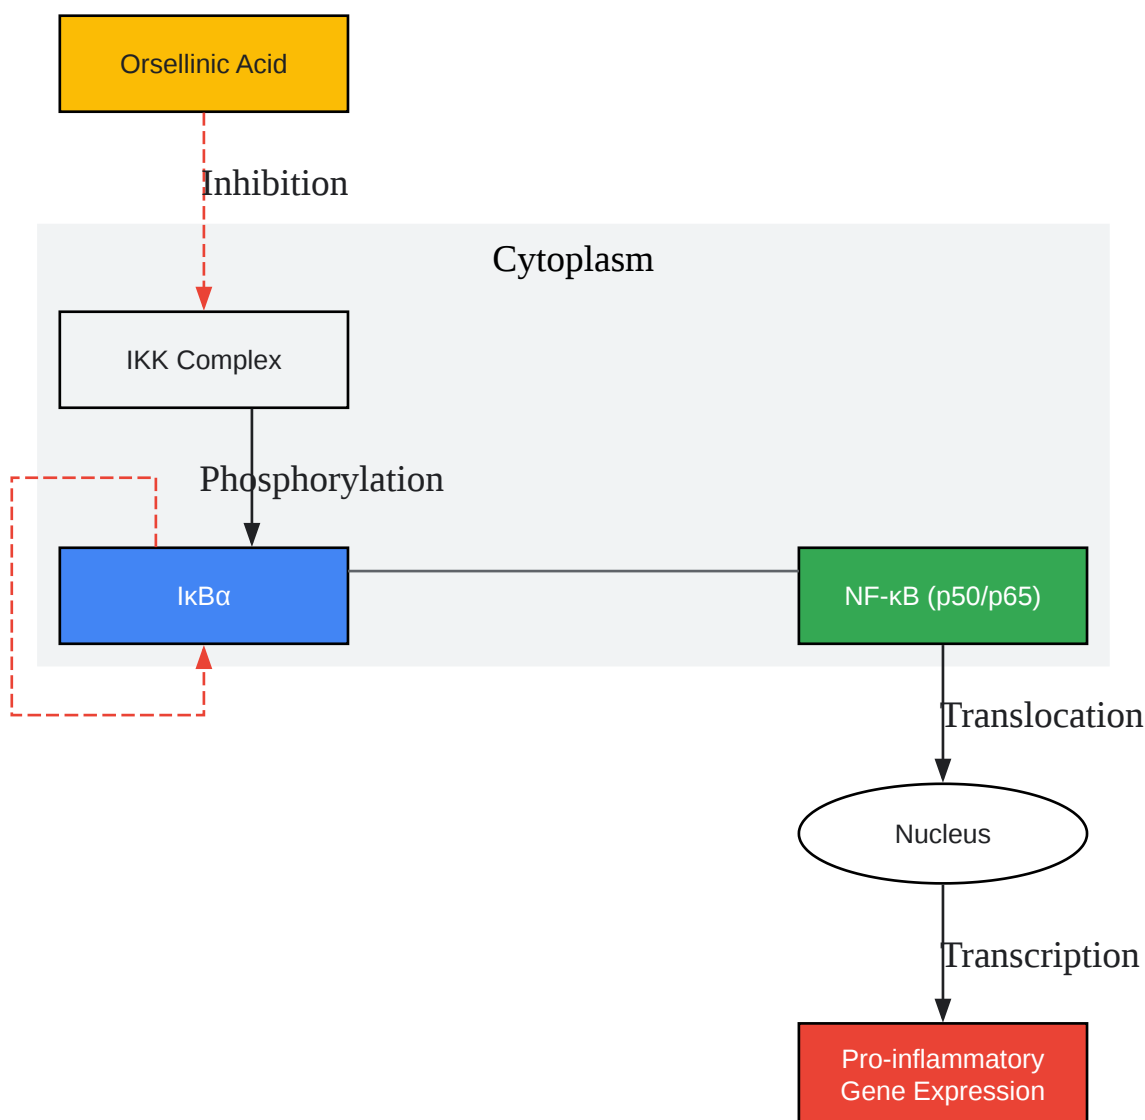 Orsellinic Acid
Inhibition
Cytoplasm
IKK Complex
Phosphorylation
IκBα
NF-κB (p50/p65)
Translocation
Nucleus
Transcription
Pro-inflammatory
Gene Expression